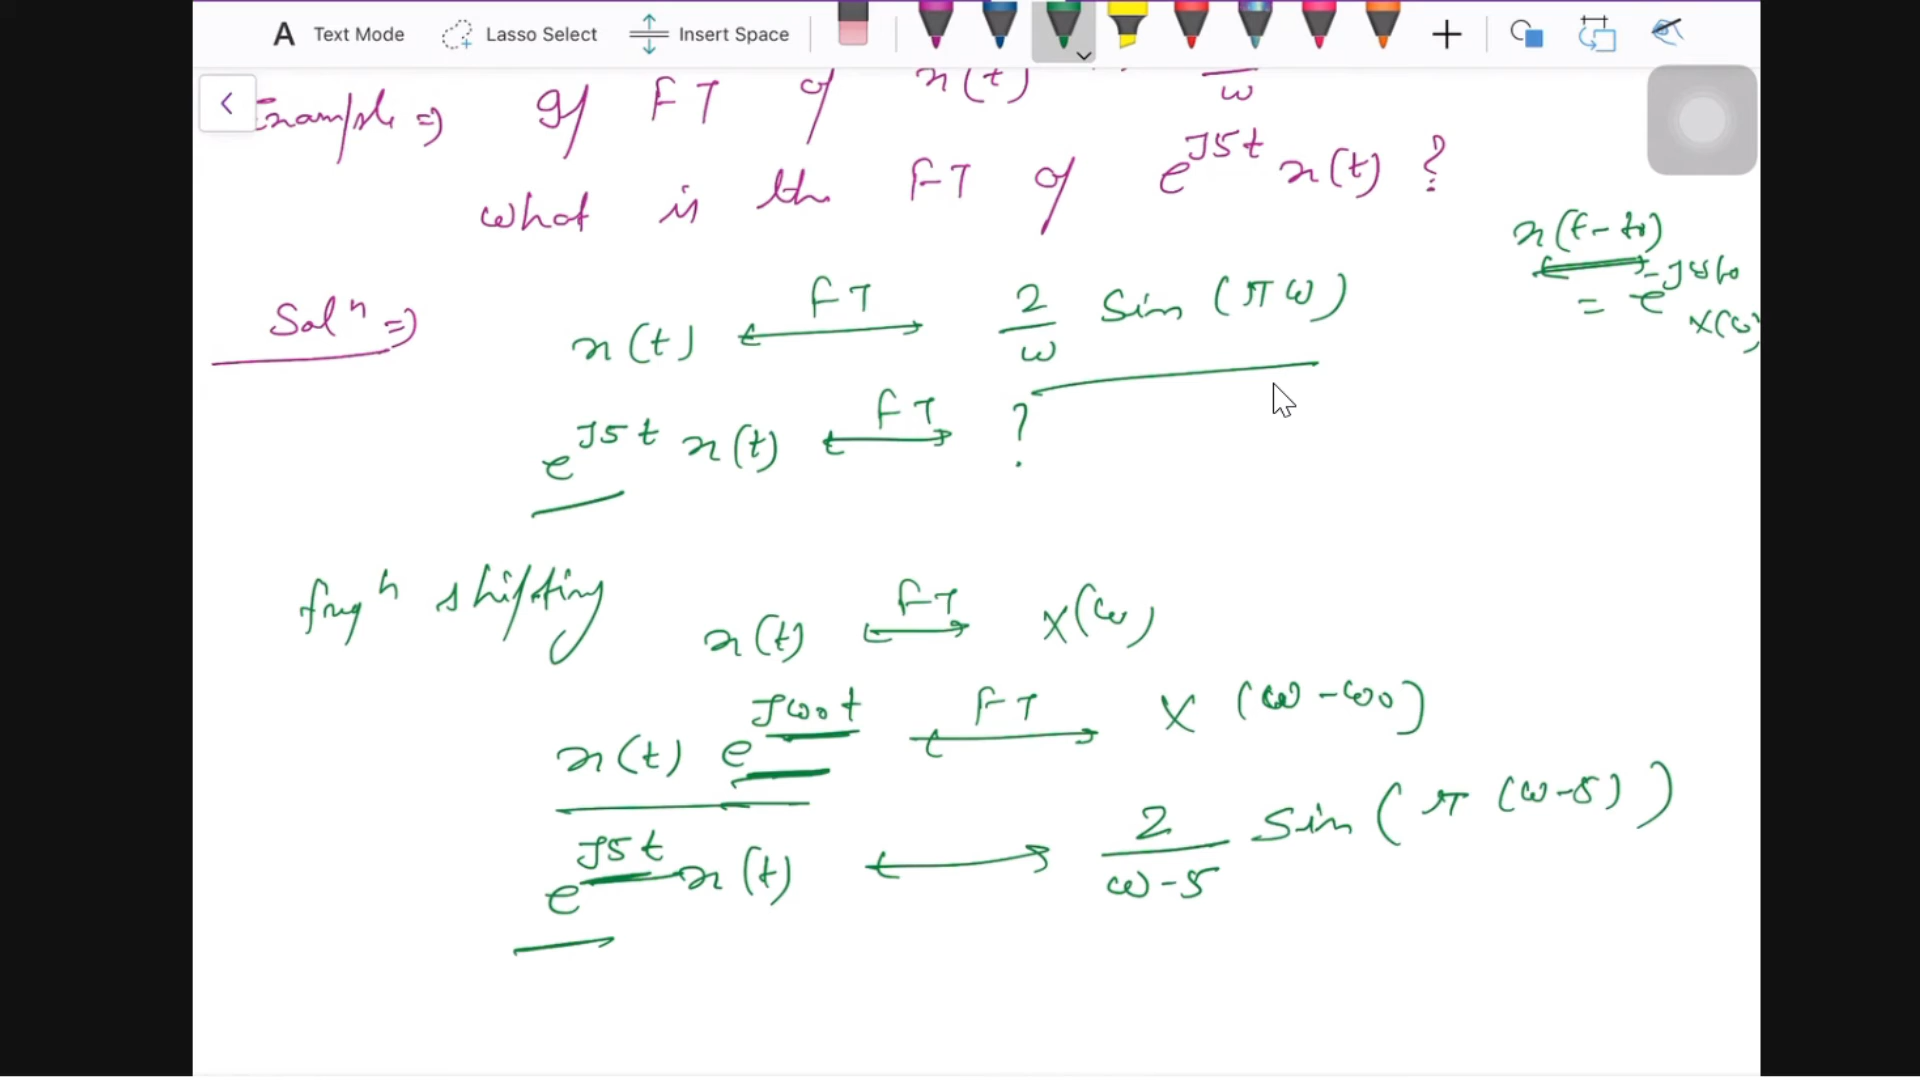 A Text Mode Lasso Select Insert Space
Example ⇒ If FT of x(t) ω
what is the FT of e^{J5t} x(t) ?
x(t-t₀)
= e^{-Jωt₀} X(ω)
Solⁿ ⇒ x(t) ⟷ FT 2/ω Sin (πω)
e^{J5t} x(t) ⟷ FT ?
freqⁿ shifting
x(t) ⟷ FT X(ω)
x(t) e^{Jω₀t} ⟷ FT X (ω-ω₀)
e^{J5t} x(t) ⟷ 2/(ω-5) Sin ( π (ω-5) )